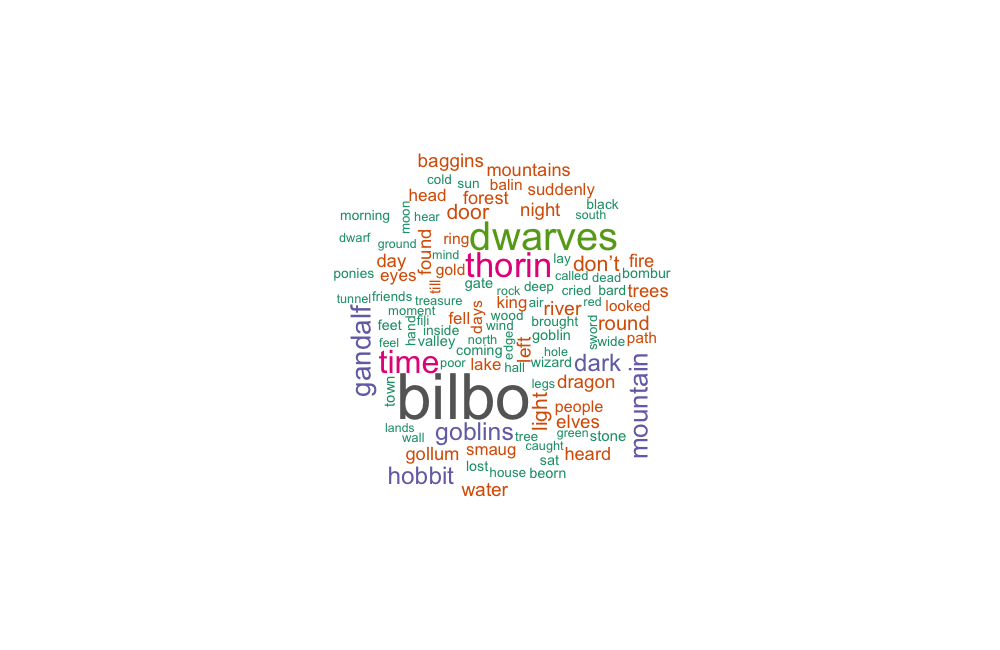 baggins
mountains
cold
sun
balin
suddenly
head
forest
black
morning
moon
hear
door
night
south
dwarf
ground
found
ring
dwarves
mind
day
eyes
gold
thorin
lay
don’t
fire
ponies
till
gate
called
dead
bombur
rock
deep
cried
bard
trees
tunnel
friends
treasure
king
air
river
red
looked
moment
gandalf
feet
hand
fili
fell
days
wood
wind
brought
sword
round
inside
goblin
wide
path
feel
valley
north
edge
left
coming
hole
time
poor
lake
hall
wizard
dark
mountain
town
bilbo
legs
dragon
light
people
elves
lands
wall
goblins
tree
green
stone
gollum
smaug
caught
heard
sat
hobbit
lost
house
beorn
water